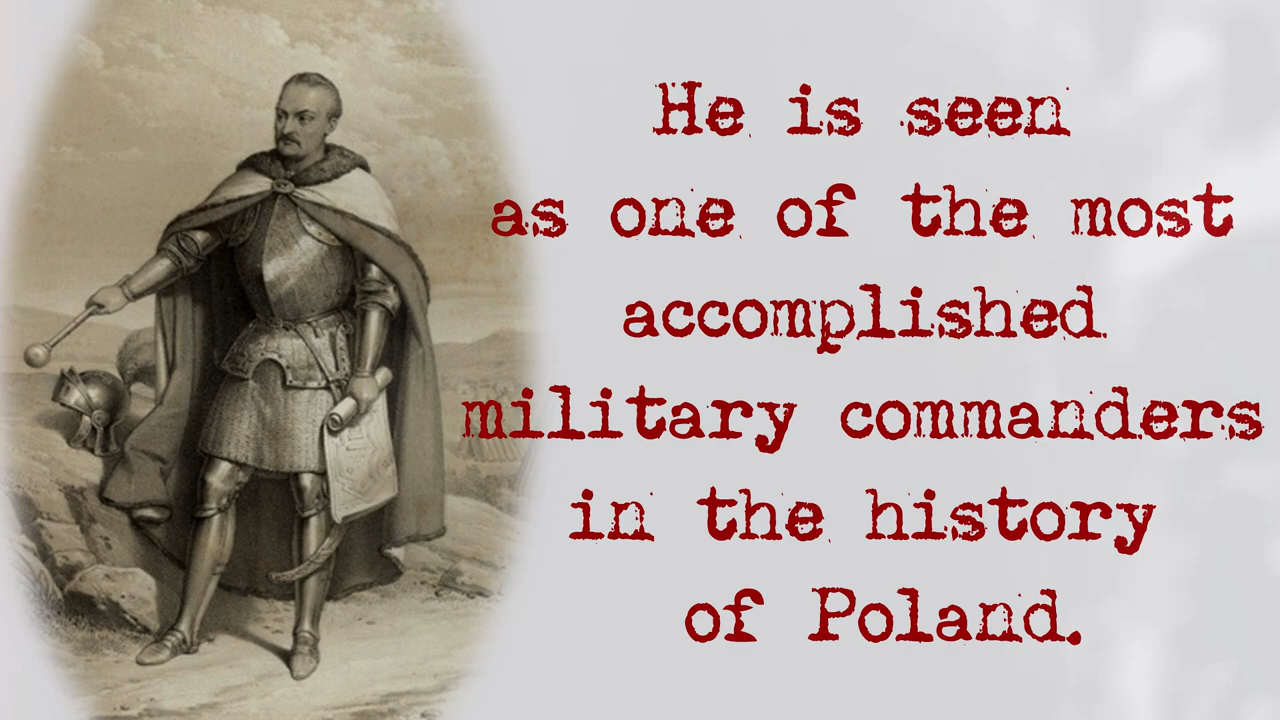 He is seen
as one of the most
accomplished
military commanders
in the history
of Poland.